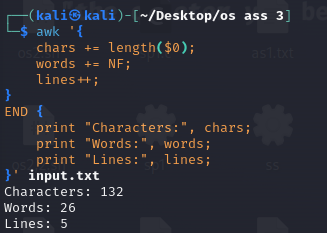 ┌──(kali㉿kali)-[~/Desktop/os ass 3]
└─$ awk '{
    chars += length($0);
    words += NF;
    lines++;
}
END {
    print "Characters:", chars;
    print "Words:", words;
    print "Lines:", lines;
}' input.txt
Characters: 132
Words: 26
Lines: 5